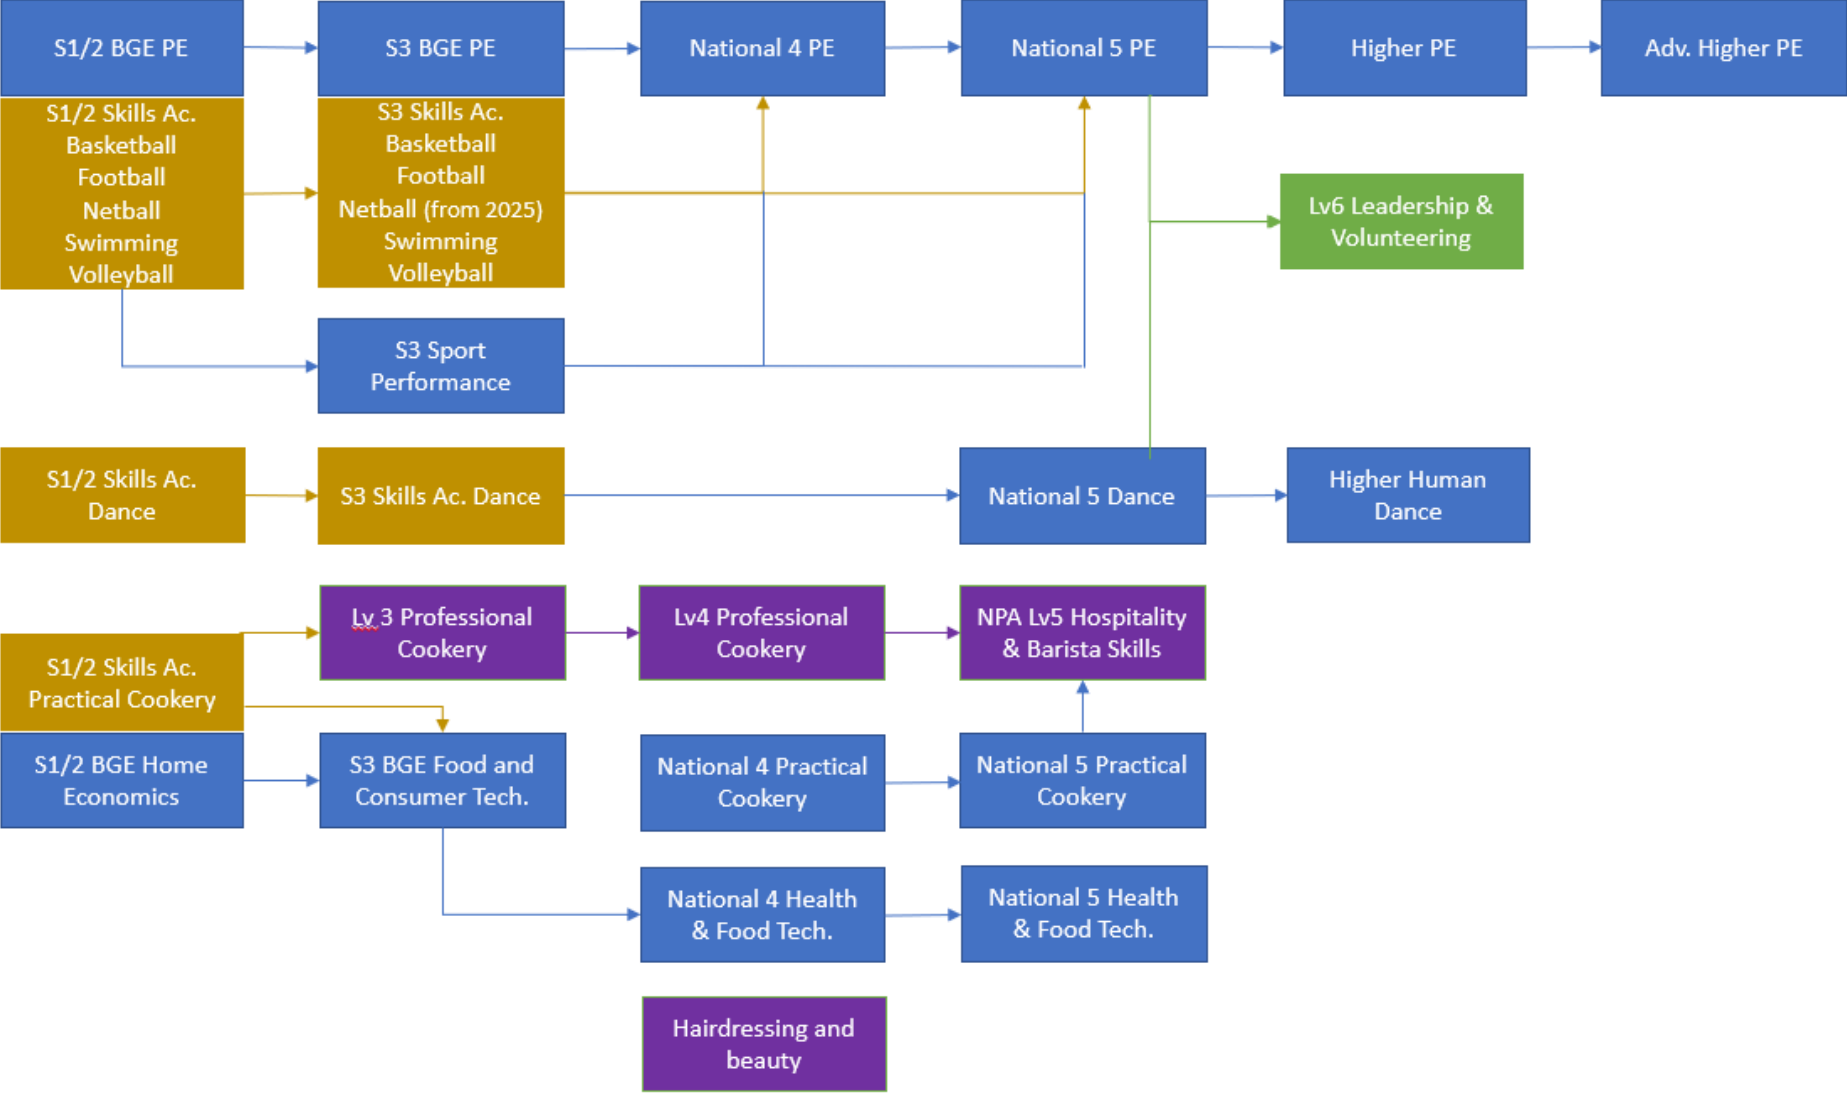 S1/2 BGE PE
S3 BGE PE
National 4 PE
National 5 PE
Higher PE
Adv. Higher PE
S1/2 Skills Ac.
Basketball
Football
Netball
Swimming
Volleyball
S3 Skills Ac.
Basketball
Football
Netball (from 2025)
Swimming
Volleyball
Lv6 Leadership &
Volunteering
S3 Sport
Performance
S1/2 Skills Ac.
Dance
S3 Skills Ac. Dance
National 5 Dance
Higher Human
Dance
Lv 3 Professional
Cookery
Lv4 Professional
Cookery
NPA Lv5 Hospitality
& Barista Skills
S1/2 Skills Ac.
Practical Cookery
S1/2 BGE Home
Economics
S3 BGE Food and
Consumer Tech.
National 4 Practical
Cookery
National 5 Practical
Cookery
National 4 Health
& Food Tech.
National 5 Health
& Food Tech.
Hairdressing and
beauty